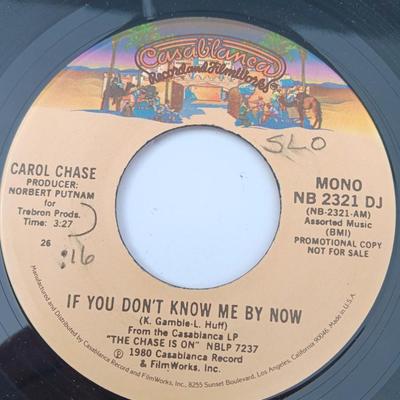 Casablanca
Record and FilmWorks
CAROL CHASE
PRODUCER:
NORBERT PUTNAM
for
Trebron Prods.
Time: 3:27
26
:16
SLO
MONO
NB 2321 DJ
(NB-2321-AM)
Assorted Music
(BMI)
PROMOTIONAL COPY
NOT FOR SALE
IF YOU DON'T KNOW ME BY NOW
(K. Gamble-L. Huff)
From the Casablanca LP
"THE CHASE IS ON" NBLP 7237
Ⓟ 1980 Casablanca Record
& FilmWorks, Inc.
Manufactured and Distributed by Casablanca Record and FilmWorks, Inc., 8255 Sunset Boulevard, Los Angeles, California 90046. Made in U.S.A.